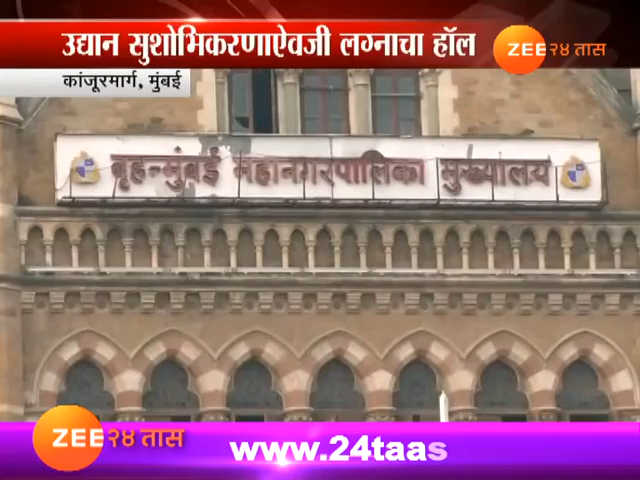 उद्यान सुशोभिकरणाऐवजी लग्नाचा हॉल
ZEE २४ तास
कांजूरमार्ग, मुंबई
बृहन्मुंबई महानगरपालिका मुख्यालय
ZEE २४ तास
www.24taas